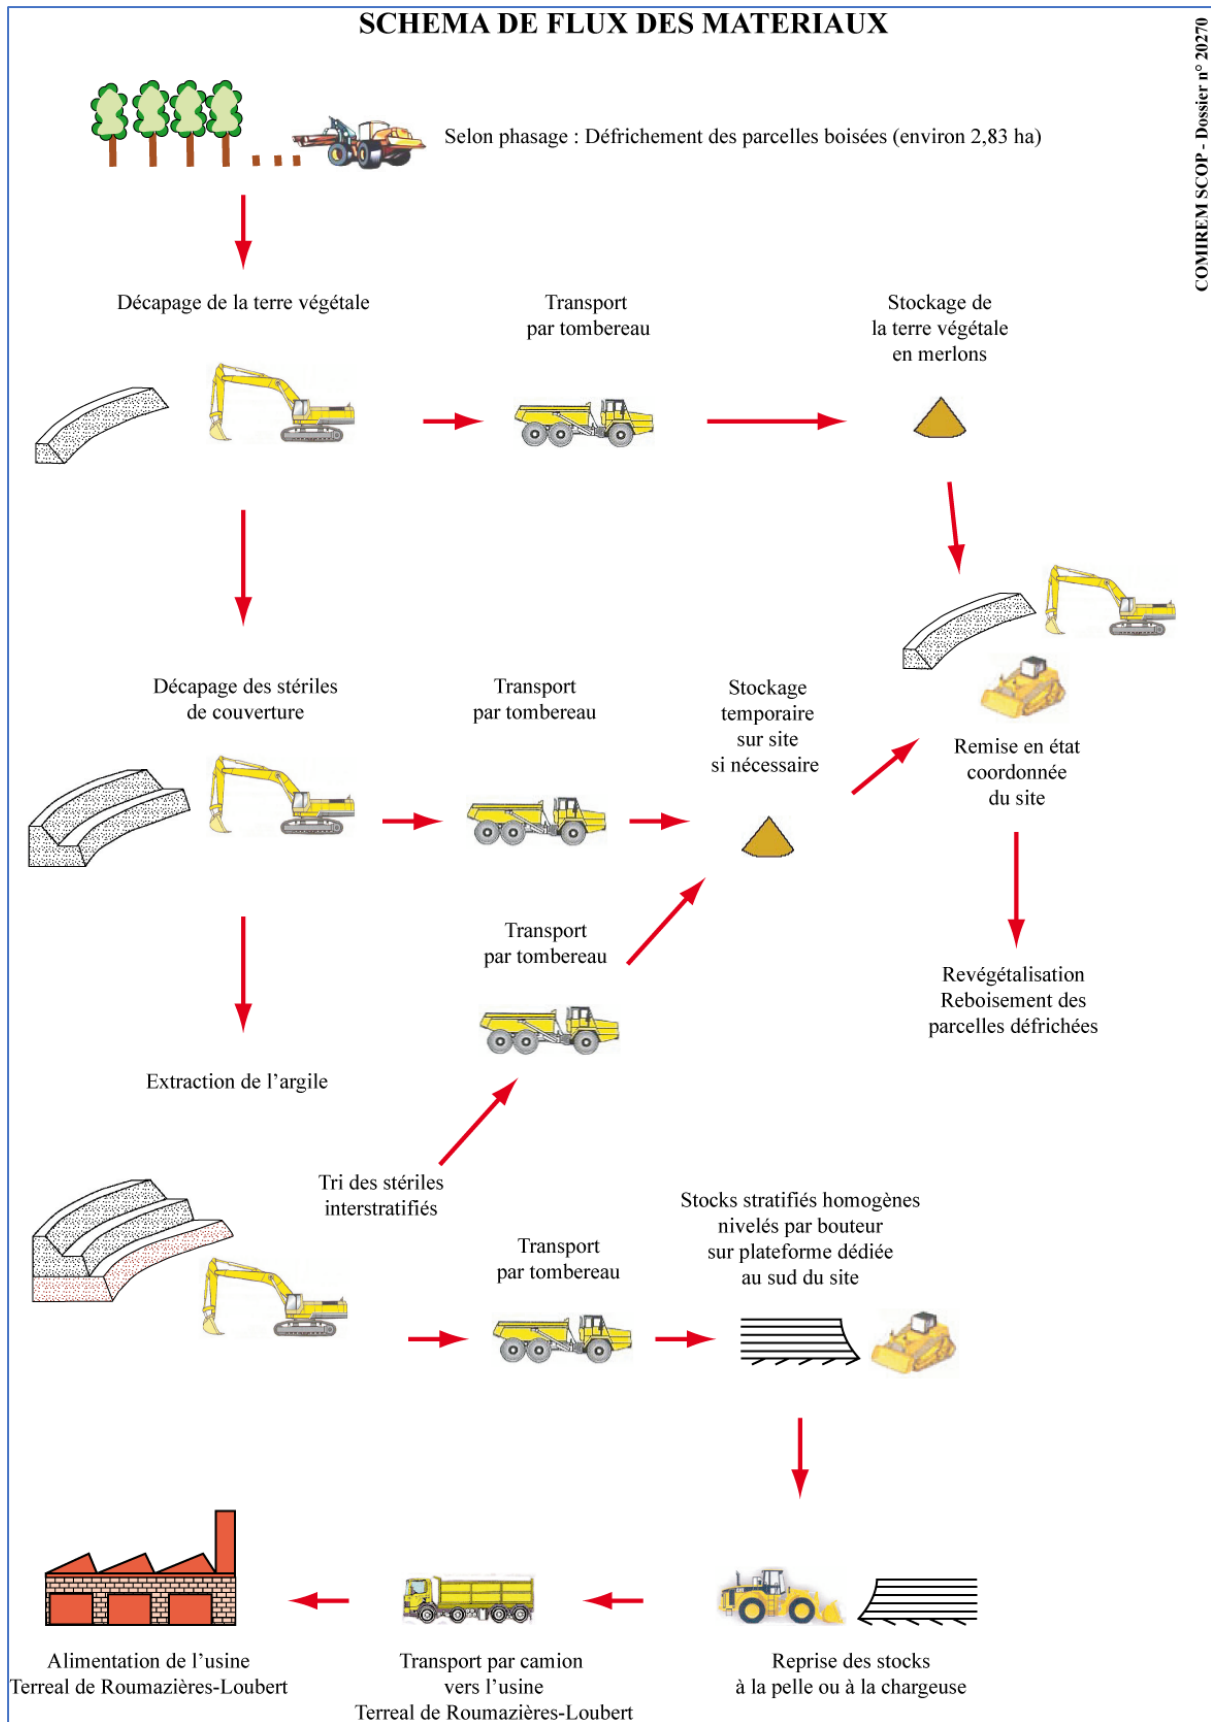 SCHEMA DE FLUX DES MATERIAUX
COMIREM SCOP - Dossier n° 20270
Selon phasage : Défrichement des parcelles boisées (environ 2,83 ha)
Décapage de la terre végétale
Transport
par tombereau
Stockage de
la terre végétale
en merlons
Décapage des stériles
de couverture
Transport
par tombereau
Stockage
temporaire
sur site
si nécessaire
Remise en état
coordonnée
du site
Transport
par tombereau
Revégétalisation
Reboisement des
parcelles défrichées
Extraction de l'argile
Tri des stériles
interstratifiés
Transport
par tombereau
Stocks stratifiés homogènes
nivelés par bouteur
sur plateforme dédiée
au sud du site
Alimentation de l'usine
Terreal de Roumazières-Loubert
Transport par camion
vers l'usine
Terreal de Roumazières-Loubert
Reprise des stocks
à la pelle ou à la chargeuse